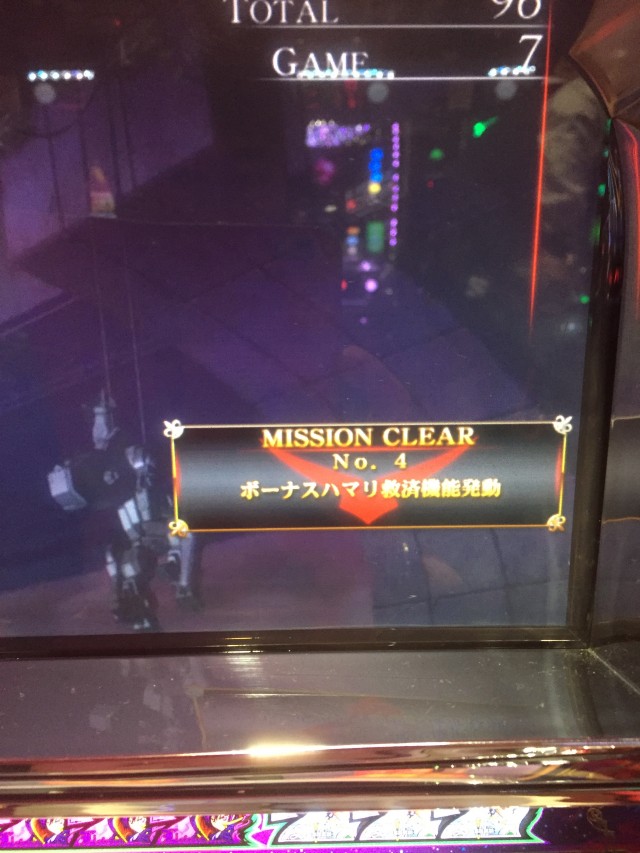 TOTAL 96
GAME 7
MISSION CLEAR
No. 4
ボーナスハマリ救済機能発動